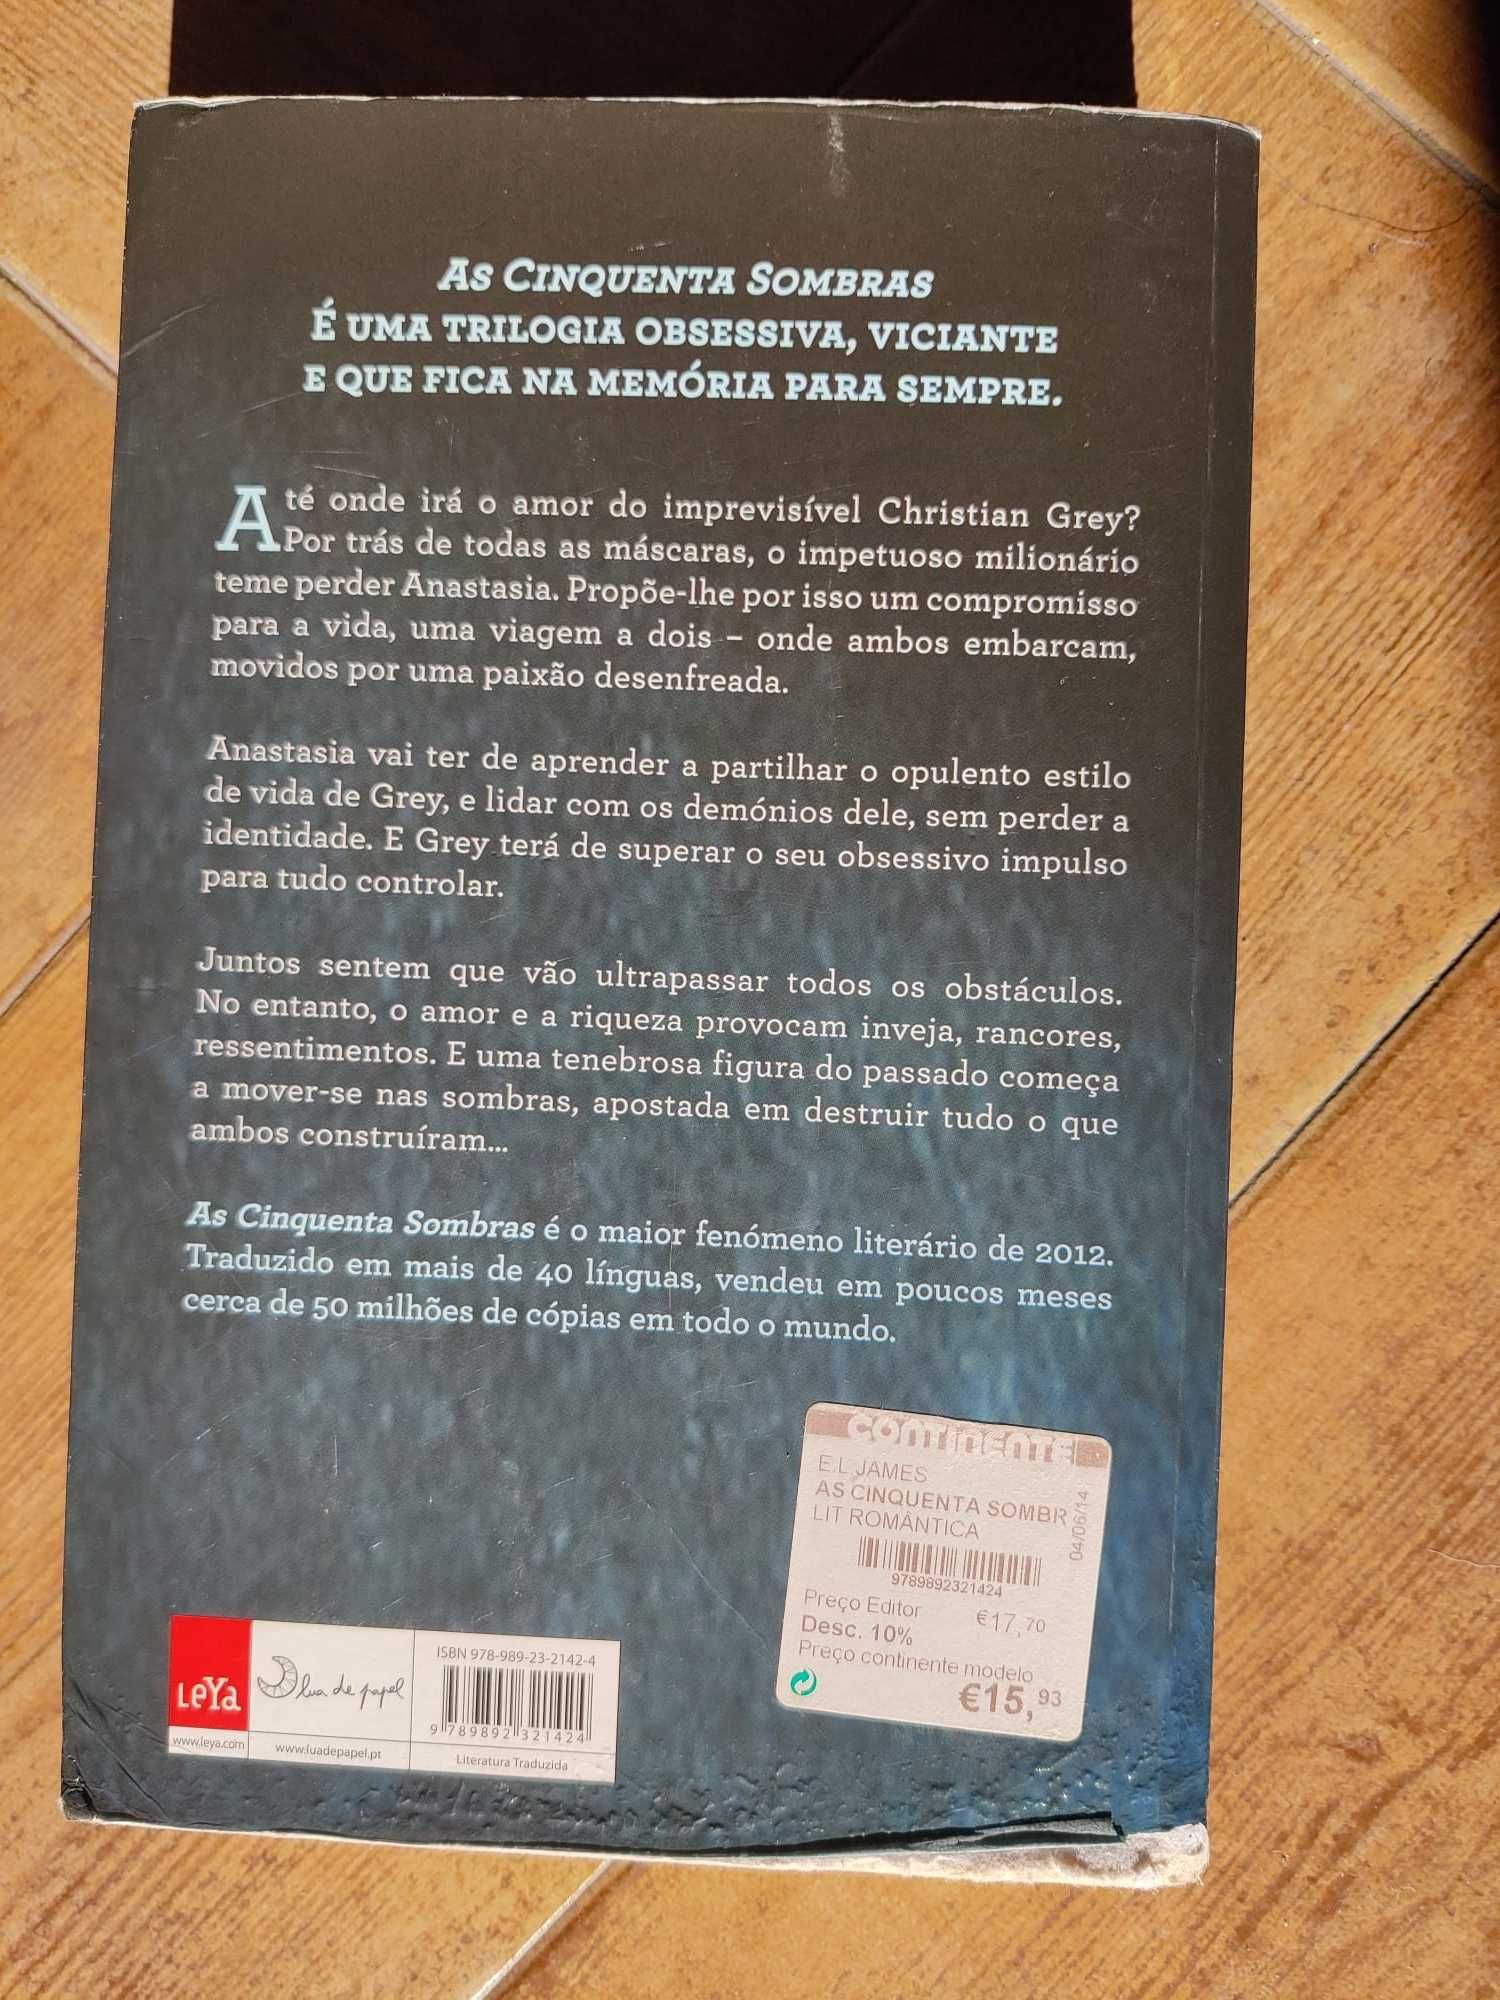 As Cinquenta Sombras
É uma trilogia obsessiva, viciante
e que fica na memória para sempre.
Até onde irá o amor do imprevisível Christian Grey?
Por trás de todas as máscaras, o impetuoso milionário
teme perder Anastasia. Propõe-lhe por isso um compromisso
para a vida, uma viagem a dois – onde ambos embarcam,
movidos por uma paixão desenfreada.
Anastasia vai ter de aprender a partilhar o opulento estilo
de vida de Grey, e lidar com os demónios dele, sem perder a
identidade. E Grey terá de superar o seu obsessivo impulso
para tudo controlar.
Juntos sentem que vão ultrapassar todos os obstáculos.
No entanto, o amor e a riqueza provocam inveja, rancores,
ressentimentos. E uma tenebrosa figura do passado começa
a mover-se nas sombras, apostada em destruir tudo o que
ambos construíram...
As Cinquenta Sombras é o maior fenómeno literário de 2012.
Traduzido em mais de 40 línguas, vendeu em poucos meses
cerca de 50 milhões de cópias em todo o mundo.
CONTINENTE
E.L.JAMES
AS CINQUENTA SOMBR
LIT ROMÂNTICA
04/06/14
9789892321424
Preço Editor €17,70
Desc. 10%
Preço continente modelo
€15,93
LeYa
www.leya.com
lua de papel
www.luadepapel.pt
ISBN 978-989-23-2142-4
9 789892 321424
Literatura Traduzida